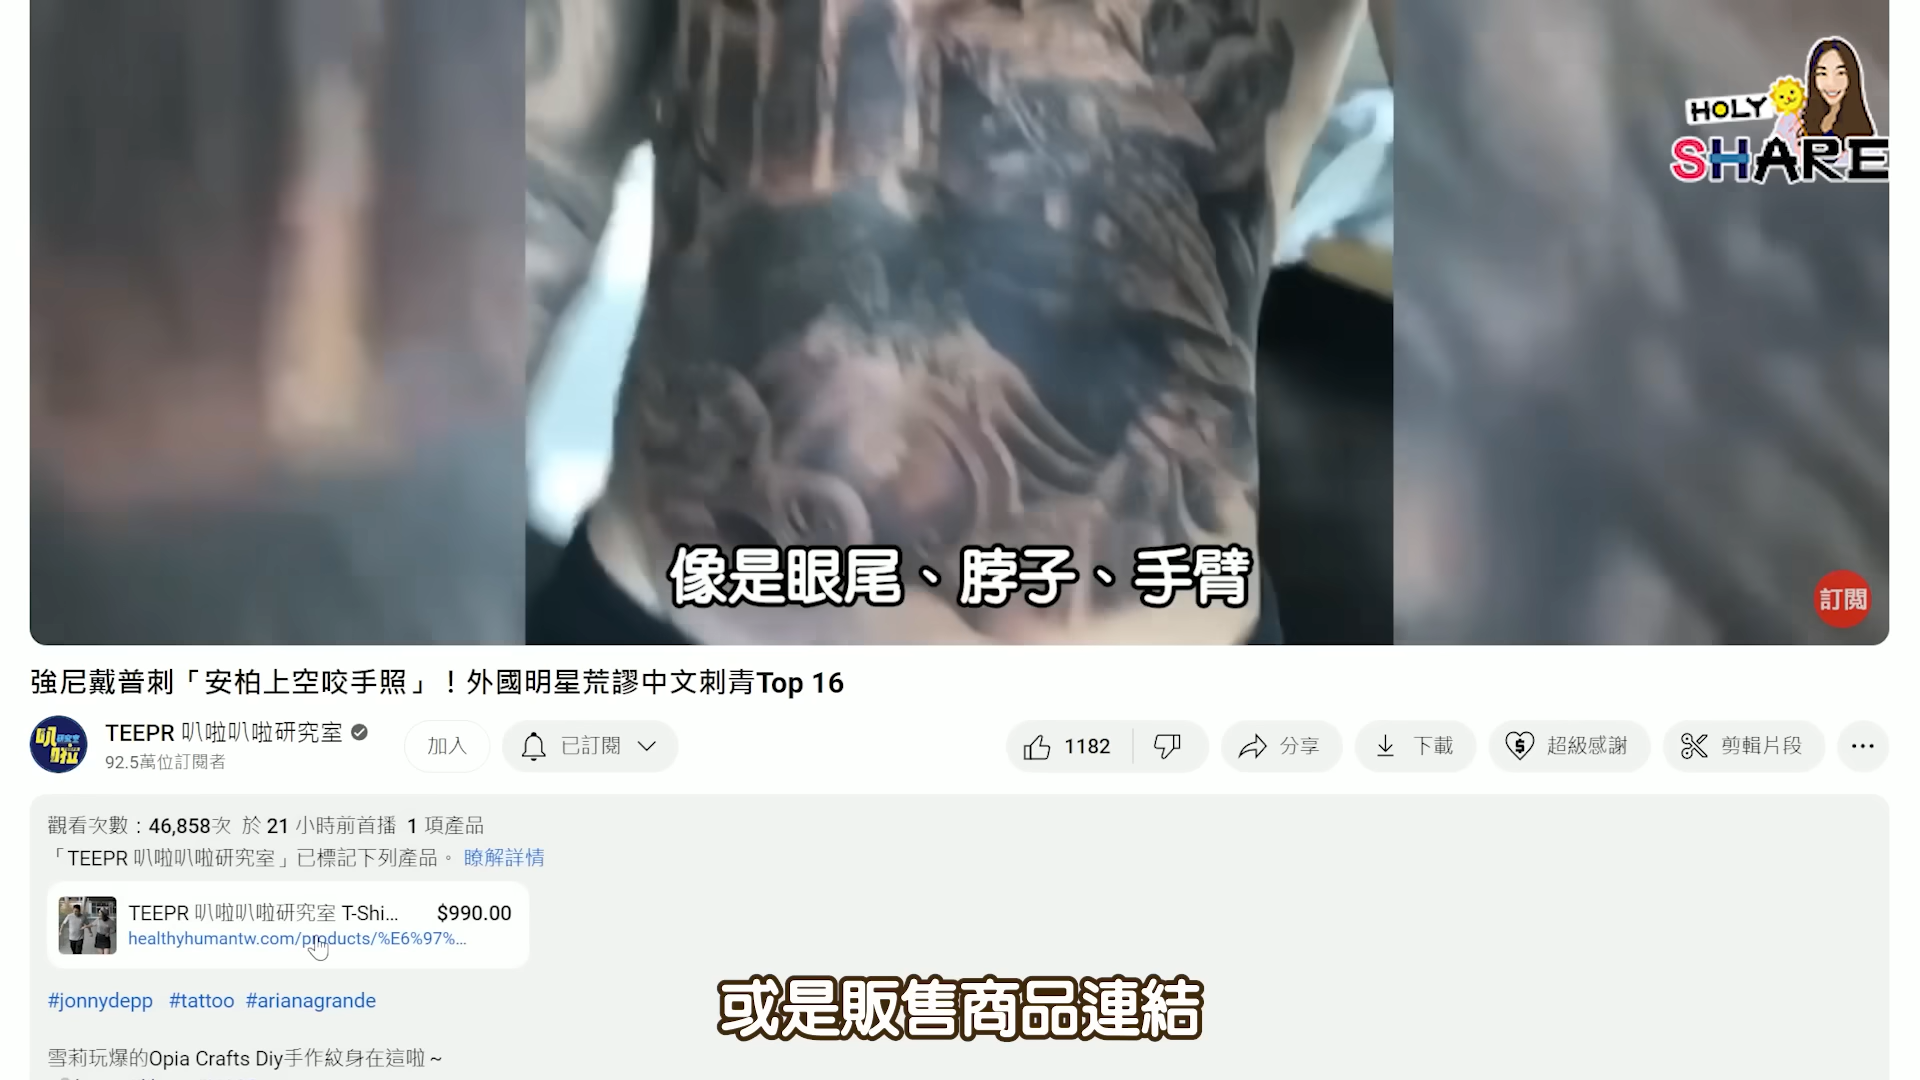 HOLY
SHARE
像是眼尾、脖子、手臂
訂閱
強尼戴普刺「安柏上空咬手照」！外國明星荒謬中文刺青Top 16
叭啦 研究室
TEEPR 叭啦叭啦研究室
92.5萬位訂閱者
加入
已訂閱
1182
分享
下載
超級感謝
剪輯片段
觀看次數：46,858次 於 21 小時前首播 1 項產品
「TEEPR 叭啦叭啦研究室」已標記下列產品。 瞭解詳情
TEEPR 叭啦叭啦研究室 T-Shi... $990.00
healthyhumantw.com/products/%E6%97%...
#jonnydepp #tattoo #arianagrande
或是販售商品連結
雪莉玩爆的Opia Crafts Diy手作紋身在這啦～